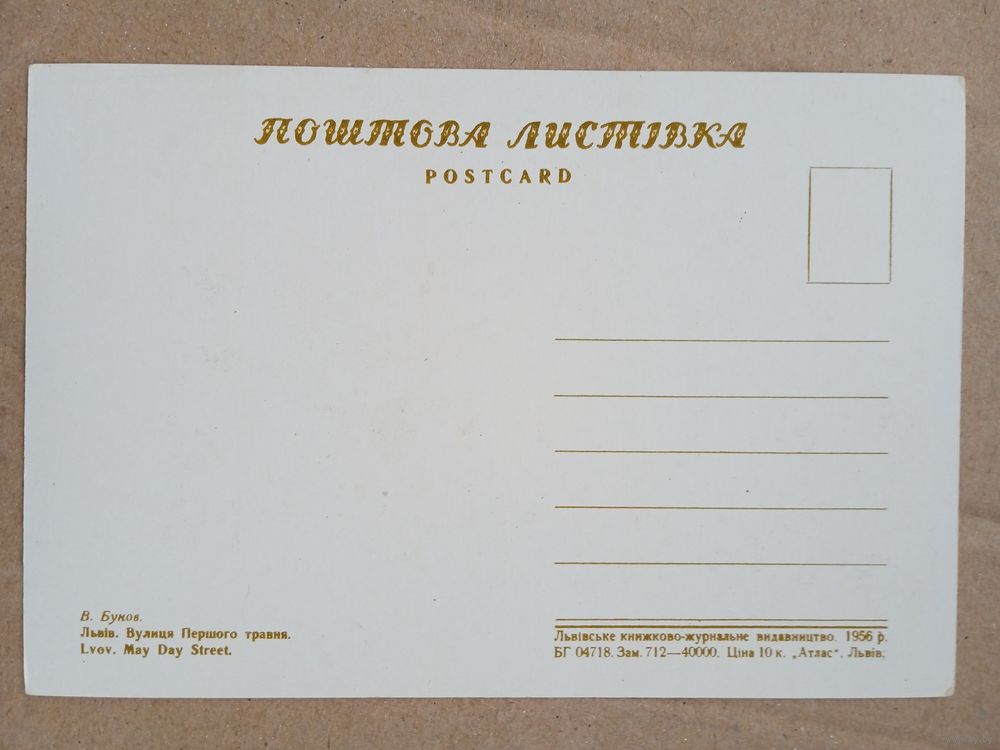 ПОШТОВА ЛИСТІВКА
POSTCARD
В. Буков.
Львів. Вулиця Першого травня.
Lvov. May Day Street.
Львівське книжково-журнальне видавництво. 1956 р.
БГ 04718. Зам. 712—40000. Ціна 10 к. „Атлас“. Львів.